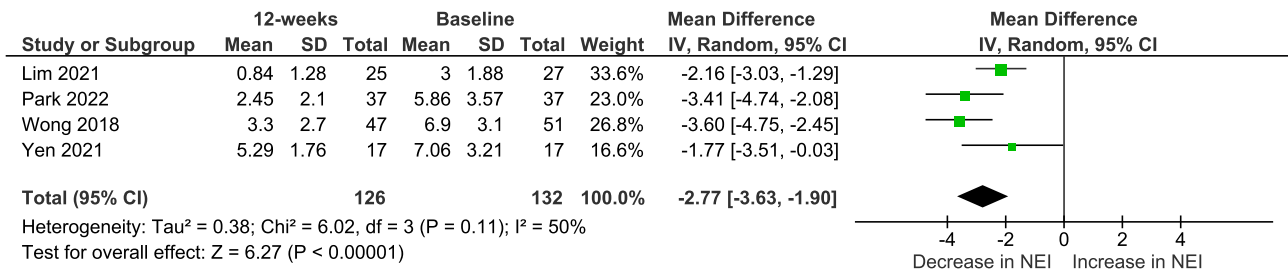 12-weeks Baseline Mean Difference Mean Difference
Study or Subgroup Mean SD Total Mean SD Total Weight IV, Random, 95% CI IV, Random, 95% CI
Lim 2021 0.84 1.28 25 3 1.88 27 33.6% -2.16 [-3.03, -1.29]
Park 2022 2.45 2.1 37 5.86 3.57 37 23.0% -3.41 [-4.74, -2.08]
Wong 2018 3.3 2.7 47 6.9 3.1 51 26.8% -3.60 [-4.75, -2.45]
Yen 2021 5.29 1.76 17 7.06 3.21 17 16.6% -1.77 [-3.51, -0.03]
Total (95% CI) 126 132 100.0% -2.77 [-3.63, -1.90]
Heterogeneity: Tau² = 0.38; Chi² = 6.02, df = 3 (P = 0.11); I² = 50%
Test for overall effect: Z = 6.27 (P < 0.00001)
-4 -2 0 2 4
Decrease in NEI Increase in NEI